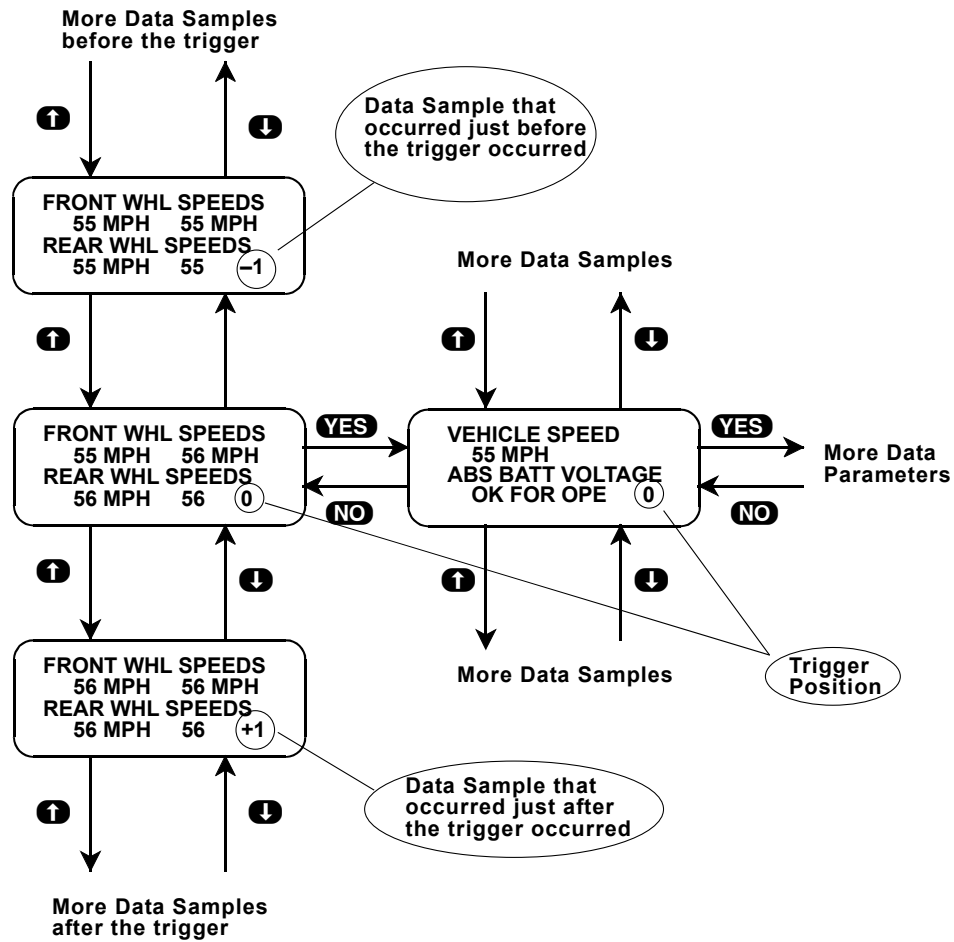 More Data Samples
before the trigger
⬆
⬇
Data Sample that
occurred just before
the trigger occurred
FRONT WHL SPEEDS
55 MPH 55 MPH
REAR WHL SPEEDS
55 MPH 55 –1
More Data Samples
⬆
⬆
⬇
FRONT WHL SPEEDS
55 MPH 56 MPH
REAR WHL SPEEDS
56 MPH 56 0
YES
NO
VEHICLE SPEED
55 MPH
ABS BATT VOLTAGE
OK FOR OPE 0
YES
NO
More Data
Parameters
⬆
⬇
⬆
⬇
FRONT WHL SPEEDS
56 MPH 56 MPH
REAR WHL SPEEDS
56 MPH 56 +1
More Data Samples
Trigger
Position
Data Sample that
occurred just after
the trigger occurred
⬆
⬇
More Data Samples
after the trigger